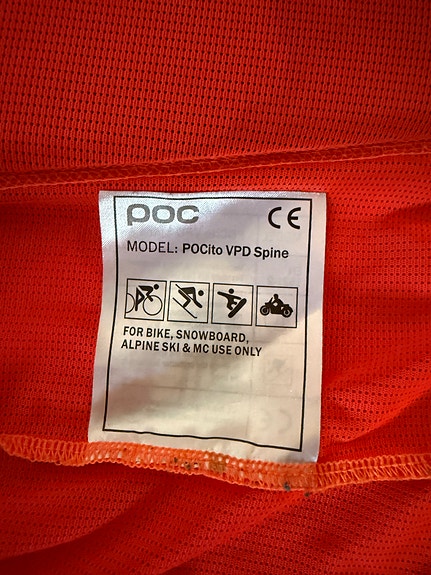 POC CE
MODEL: POCito VPD Spine
FOR BIKE, SNOWBOARD,
ALPINE SKI & MC USE ONLY